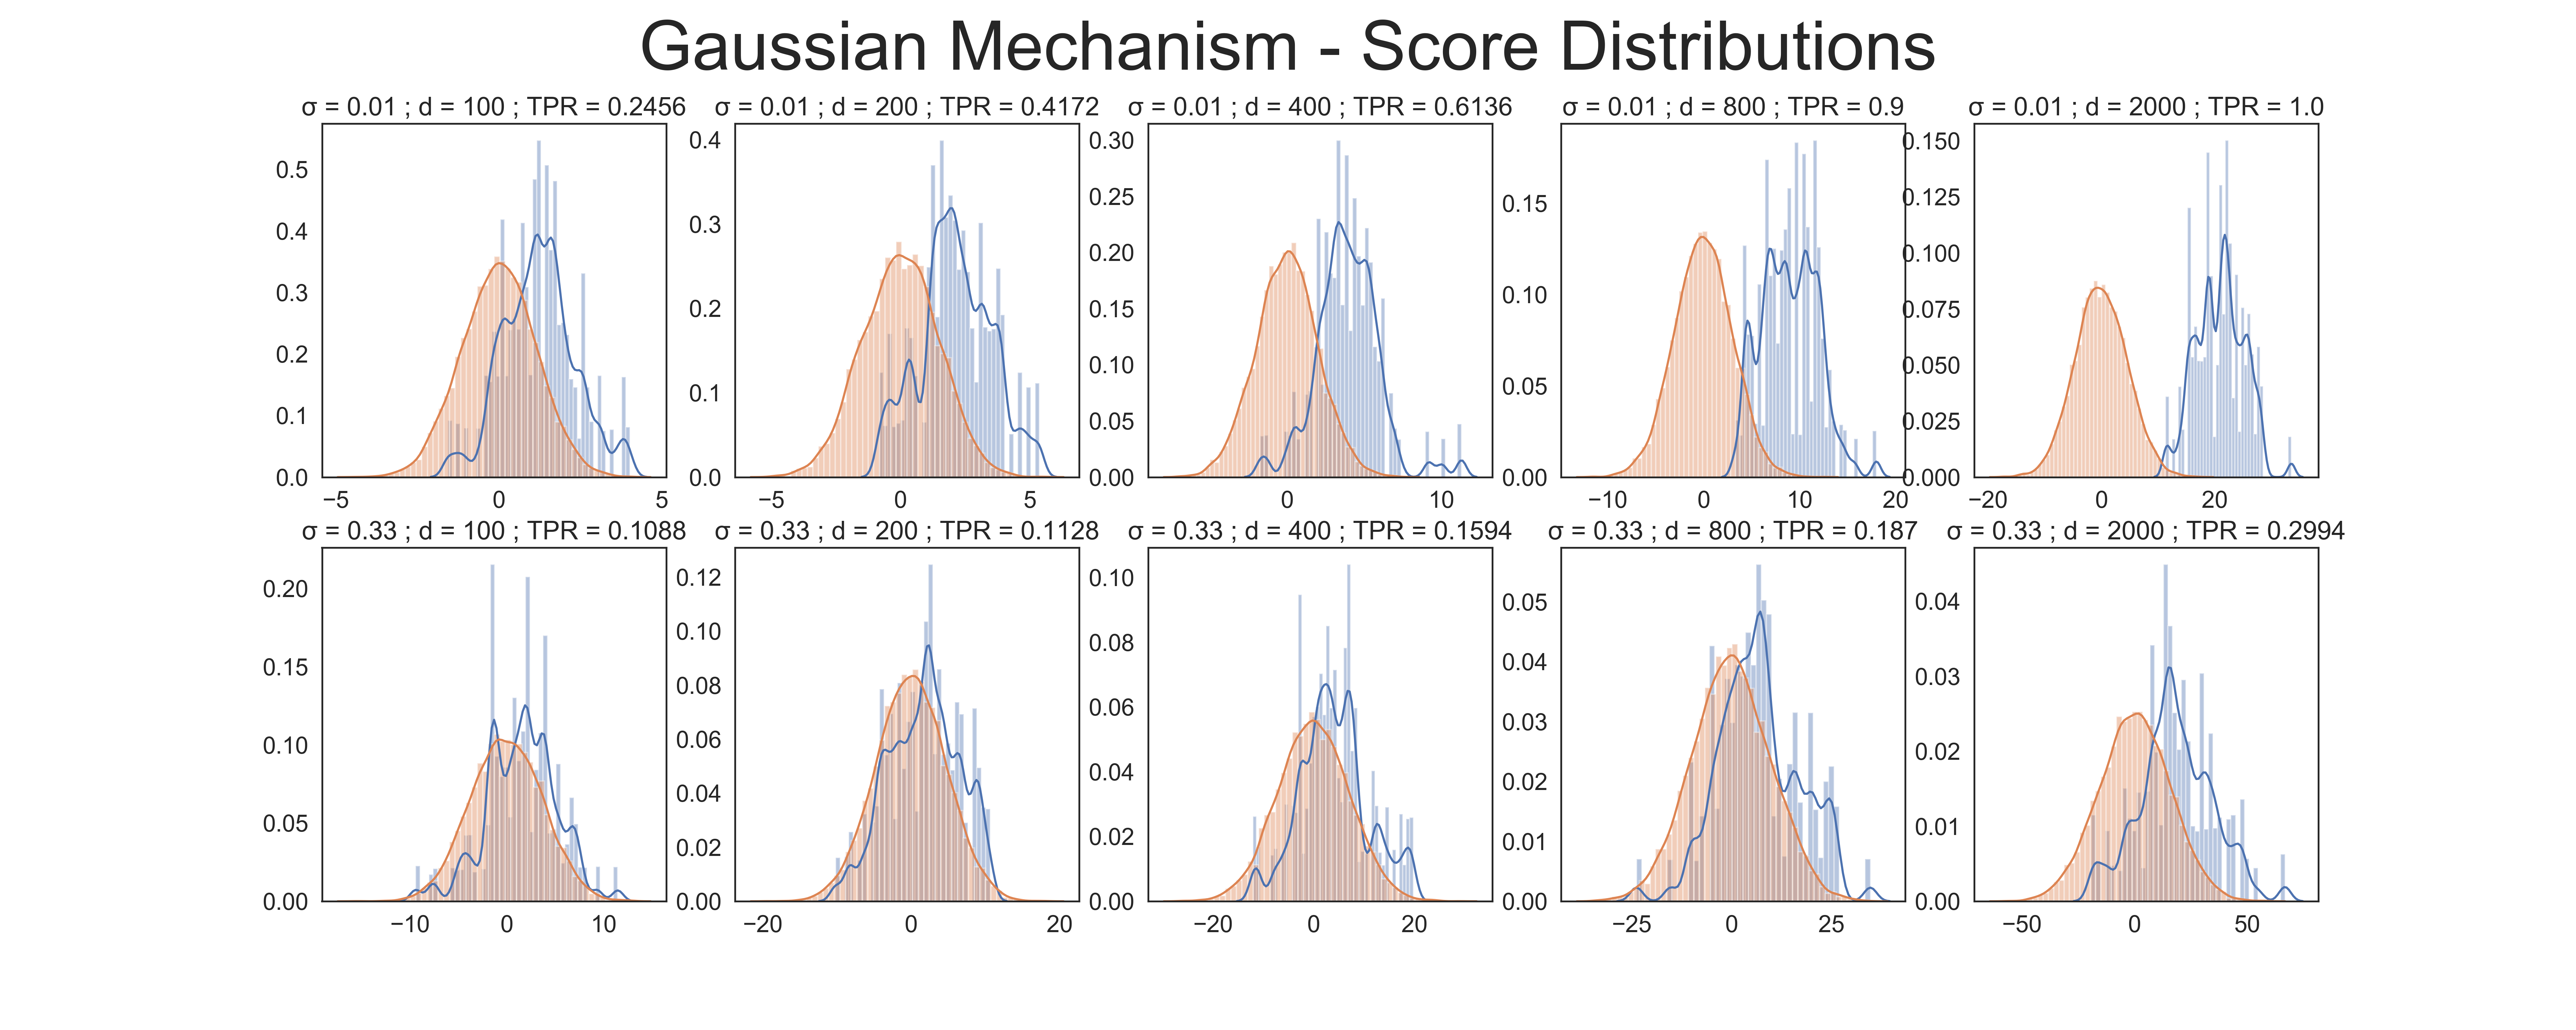 Gaussian Mechanism - Score Distributions
σ = 0.01 ; d = 100 ; TPR = 0.2456
0.5
0.4
0.3
0.2
0.1
0.0
−5 0 5
σ = 0.01 ; d = 200 ; TPR = 0.4172
0.4
0.3
0.2
0.1
0.0
−5 0 5
σ = 0.01 ; d = 400 ; TPR = 0.6136
0.30
0.25
0.20
0.15
0.10
0.05
0.00
0 10
σ = 0.01 ; d = 800 ; TPR = 0.9
0.15
0.10
0.05
0.00
−10 0 10 20
σ = 0.01 ; d = 2000 ; TPR = 1.0
0.150
0.125
0.100
0.075
0.050
0.025
0.000
−20 0 20
σ = 0.33 ; d = 100 ; TPR = 0.1088
0.20
0.15
0.10
0.05
0.00
−10 0 10
σ = 0.33 ; d = 200 ; TPR = 0.1128
0.12
0.10
0.08
0.06
0.04
0.02
0.00
−20 0 20
σ = 0.33 ; d = 400 ; TPR = 0.1594
0.10
0.08
0.06
0.04
0.02
0.00
−20 0 20
σ = 0.33 ; d = 800 ; TPR = 0.187
0.05
0.04
0.03
0.02
0.01
0.00
−25 0 25
σ = 0.33 ; d = 2000 ; TPR = 0.2994
0.04
0.03
0.02
0.01
0.00
−50 0 50